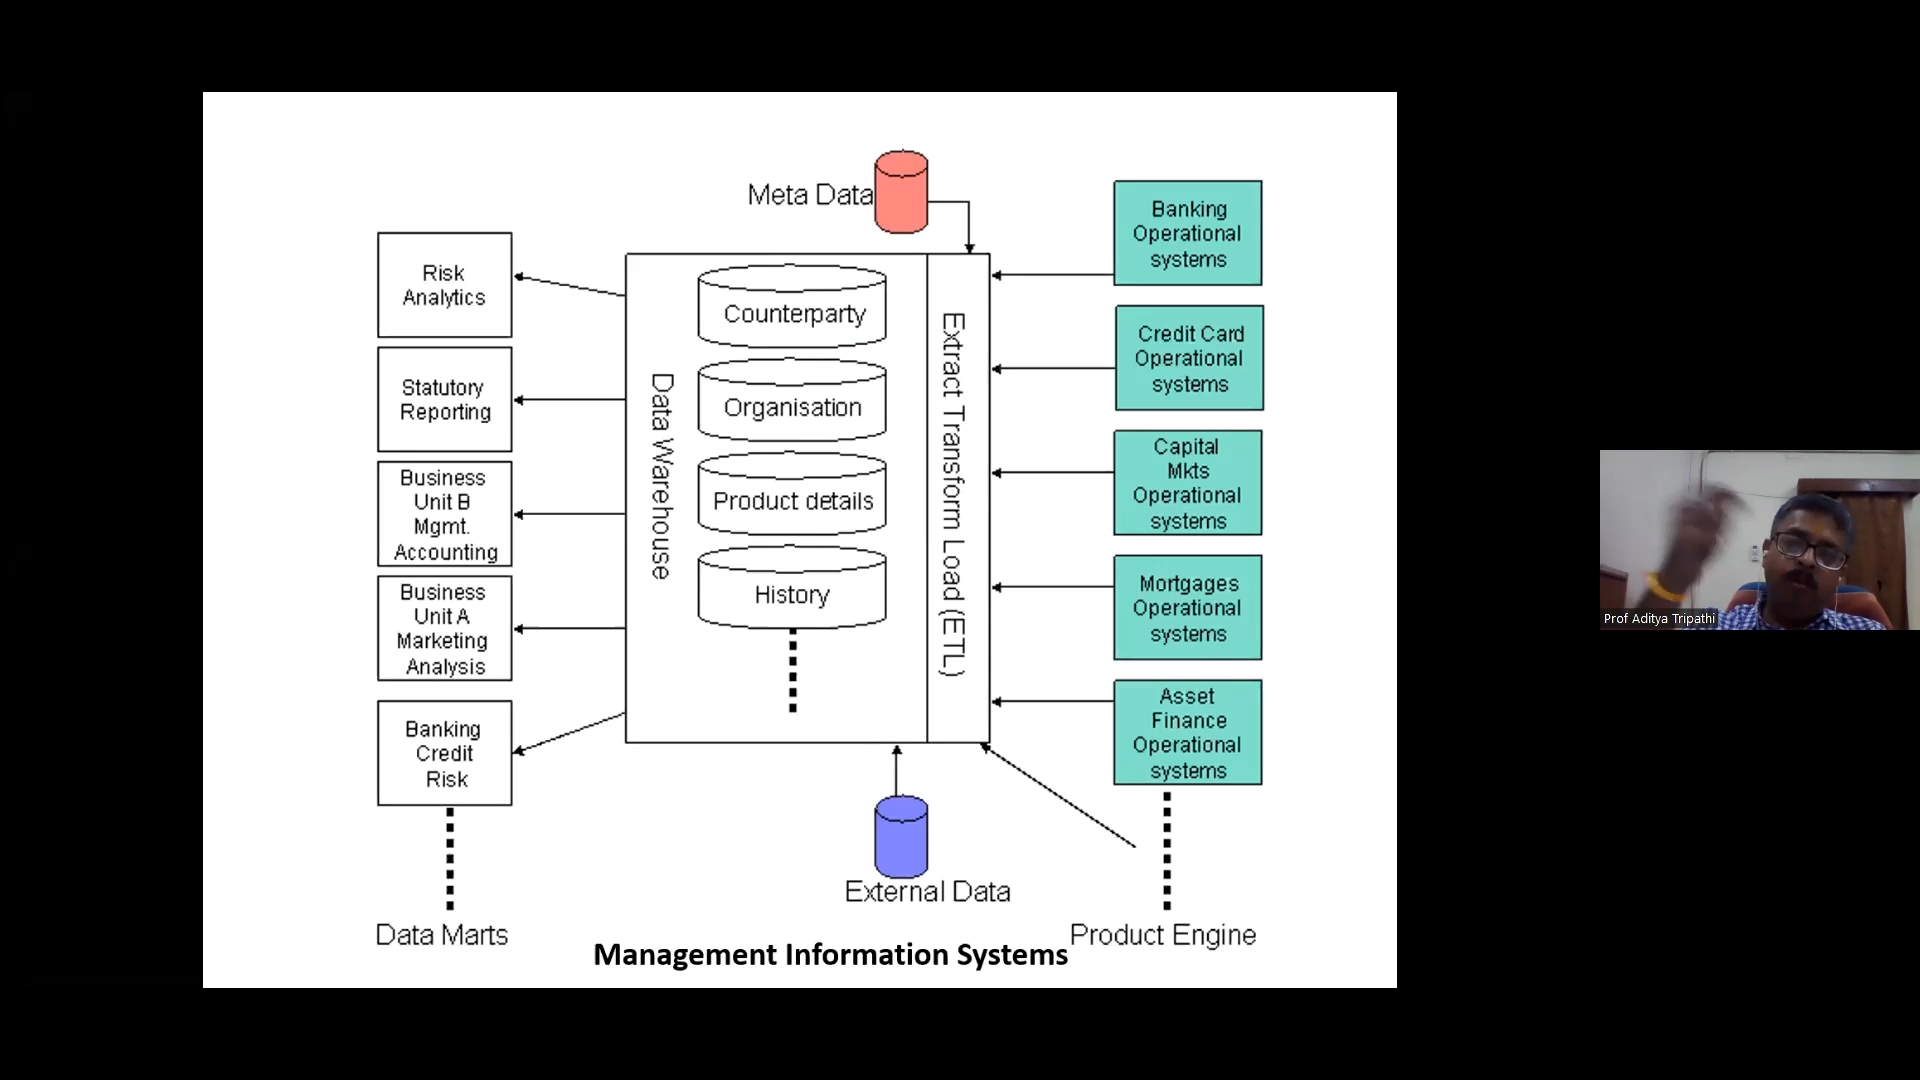 Meta Data
Risk
Analytics
Statutory
Reporting
Business
Unit B
Mgmt.
Accounting
Business
Unit A
Marketing
Analysis
Banking
Credit
Risk
Data Marts
Data Warehouse
Counterparty
Organisation
Product details
History
Extract Transform Load (ETL)
External Data
Banking
Operational
systems
Credit Card
Operational
systems
Capital
Mkts
Operational
systems
Mortgages
Operational
systems
Asset
Finance
Operational
systems
Product Engine
Management Information Systems
Prof Aditya Tripathi